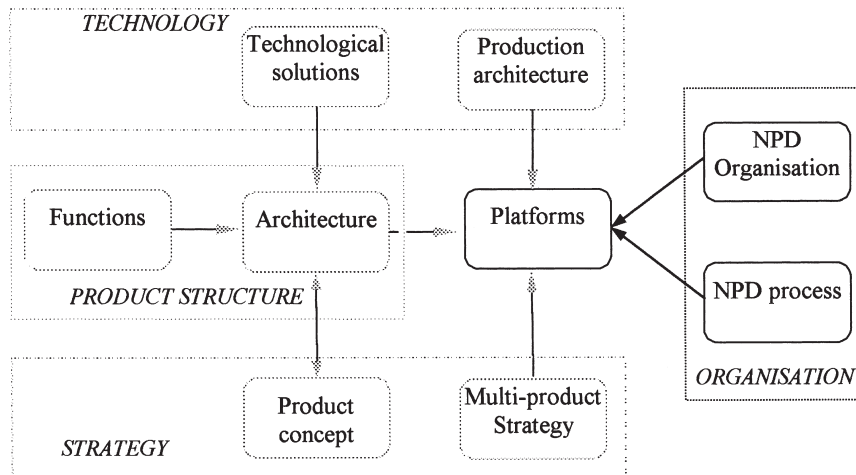 TECHNOLOGY
Technological
solutions
Production
architecture
NPD
Organisation
Functions
Architecture
Platforms
PRODUCT STRUCTURE
NPD process
ORGANISATION
Product
concept
Multi-product
Strategy
STRATEGY